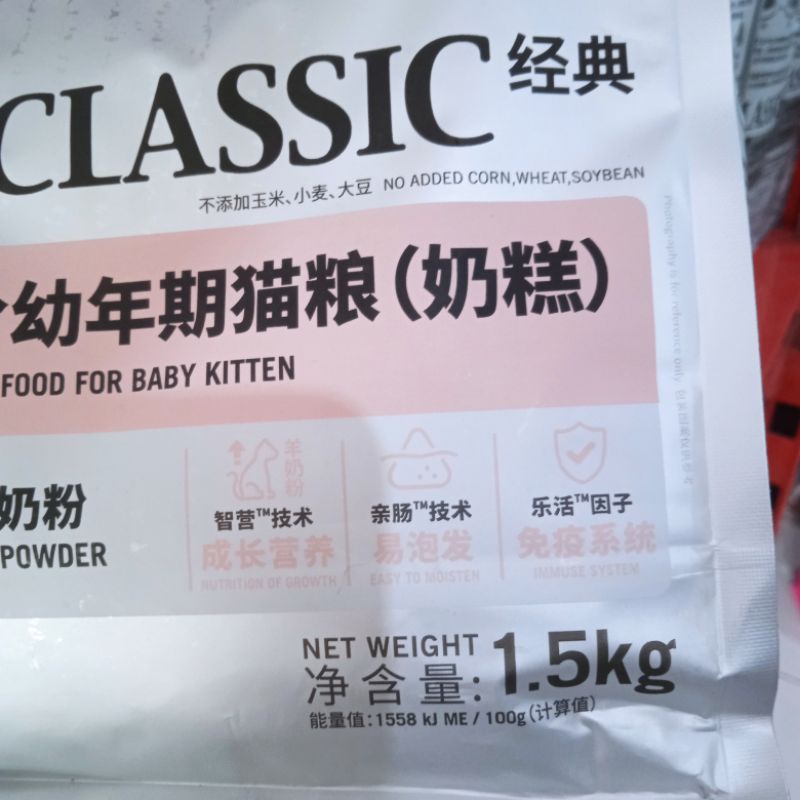 CLASSIC 经典
不添加玉米、小麦、大豆 NO ADDED CORN,WHEAT,SOYBEAN
幼年期猫粮(奶糕)
FOOD FOR BABY KITTEN
奶粉
POWDER
羊奶粉
智营™技术
成长营养
NUTRITION OF GROWTH
亲肠™技术
易泡发
EASY TO MOISTEN
乐活™因子
免疫系统
IMMUSE SYSTEM
NET WEIGHT
净含量: 1.5kg
能量值:1558 kJ ME / 100g(计算值)
Photography is for reference only